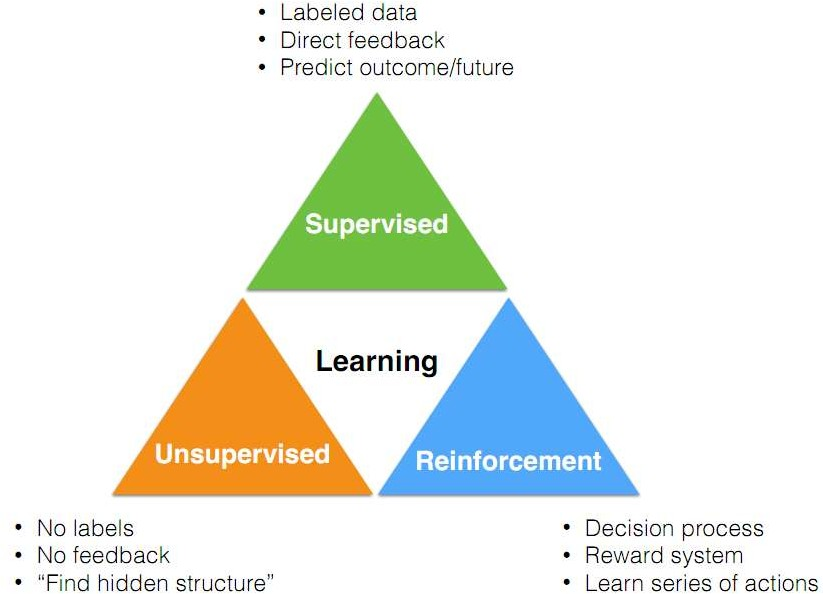 • Labeled data
• Direct feedback
• Predict outcome/future
Supervised
Learning
Unsupervised
Reinforcement
• No labels
• No feedback
• “Find hidden structure”
• Decision process
• Reward system
• Learn series of actions